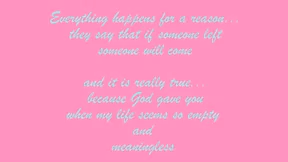 Everything happens for a reason...
they say that if someone left
someone will come
and it is really true...
because God gave you
when my life seems so empty
and
meaningless.